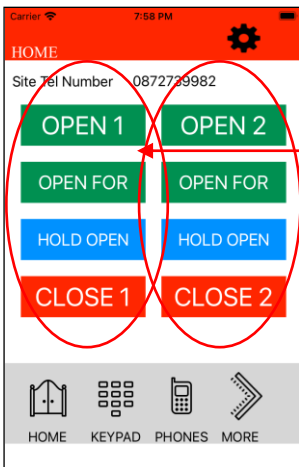 Carrier 7:58 PM
HOME
Site Tel Number 0872739982
OPEN 1 OPEN 2
OPEN FOR OPEN FOR
HOLD OPEN HOLD OPEN
CLOSE 1 CLOSE 2
HOME KEYPAD PHONES MORE